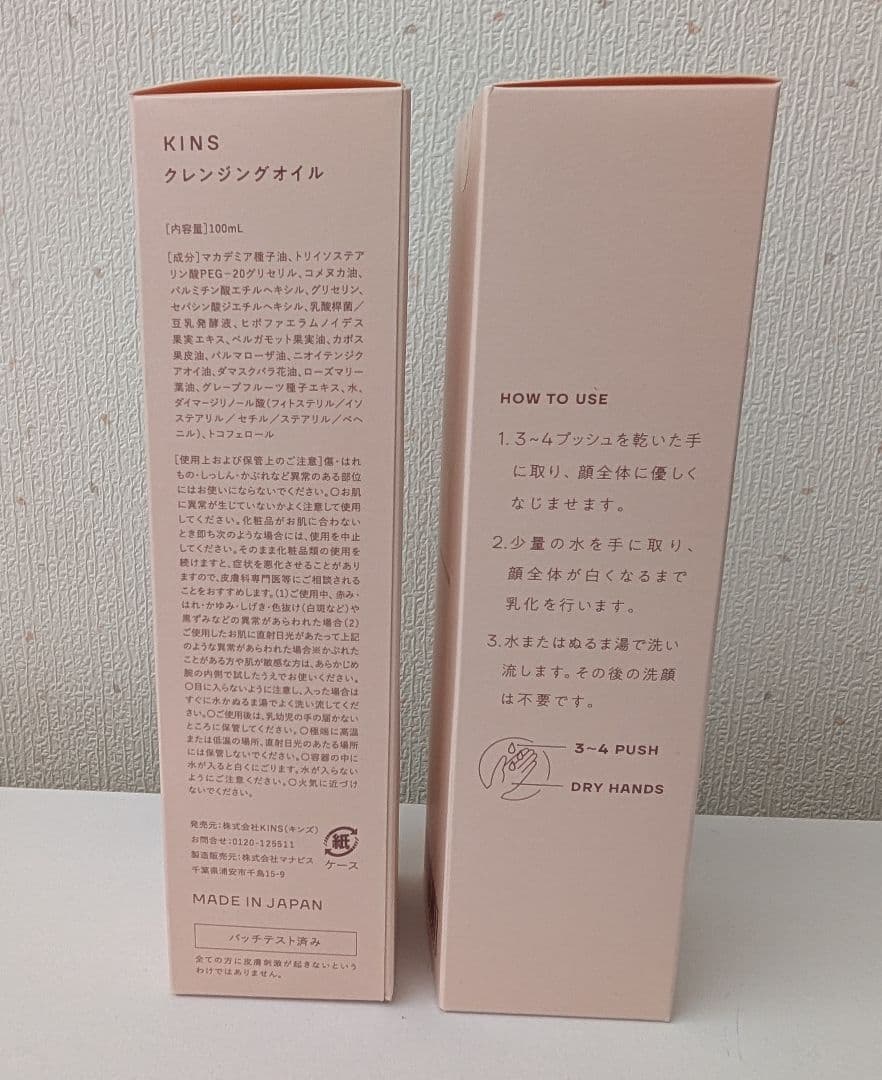 KINS
クレンジングオイル
[内容量]100mL
[成分]マカデミア種子油、トリイソステア
リン酸PEG-20グリセリル、コメヌカ油、
パルミチン酸エチルヘキシル、グリセリン、
セバシン酸ジエチルヘキシル、乳酸桿菌／
豆乳発酵液、ヒポファエラムノイデス
果実エキス、ベルガモット果実油、カボス
果皮油、パルマローザ油、ニオイテンジク
アオイ油、ダマスクバラ花油、ローズマリー
葉油、グレープフルーツ種子エキス、水、
ダイマージリノール酸(フィトステリル／イソ
ステアリル／セチル／ステアリル／ベヘ
ニル)、トコフェロール
[使用上および保管上のご注意]傷・はれ
もの・しっしん・かぶれなど異常のある部位
にはお使いにならないでください。○お肌
に異常が生じていないかよく注意して使用
してください。化粧品がお肌に合わない
とき即ち次のような場合には、使用を中止
してください。そのまま化粧品類の使用を
続けますと、症状を悪化させることがあり
ますので、皮膚科専門医等にご相談される
ことをおすすめします。(1)ご使用中、赤み・
はれ・かゆみ・しげき・色抜け(白斑など)や
黒ずみなどの異常があらわれた場合(2)
ご使用したお肌に直射日光があたって上記
のような異常があらわれた場合※かぶれた
ことがある方や肌が敏感な方は、あらかじめ
腕の内側で試したうえでお使いください。
○目に入らないように注意し、入った場合は
すぐに水かぬるま湯でよく洗い流してくだ
さい。○ご使用後は、乳幼児の手の届かない
ところに保管してください。○極端に高温
または低温の場所、直射日光のあたる場所
には保管しないでください。○容器の中に
水が入ると白くにごります。水が入らない
ようにご注意ください。○火気に近づけ
ないでください。
発売元:株式会社KINS(キンズ)
お問合せ:0120-125511
製造販売元:株式会社マナビス
千葉県浦安市千鳥15-9
紙
ケース
MADE IN JAPAN
パッチテスト済み
全ての方に皮膚刺激が起きないという
わけではありません。
HOW TO USE
1. 3~4プッシュを乾いた手
に取り、顔全体に優しく
なじませます。
2. 少量の水を手に取り、
顔全体が白くなるまで
乳化を行います。
3. 水またはぬるま湯で洗い
流します。その後の洗顔
は不要です。
3~4 PUSH
DRY HANDS